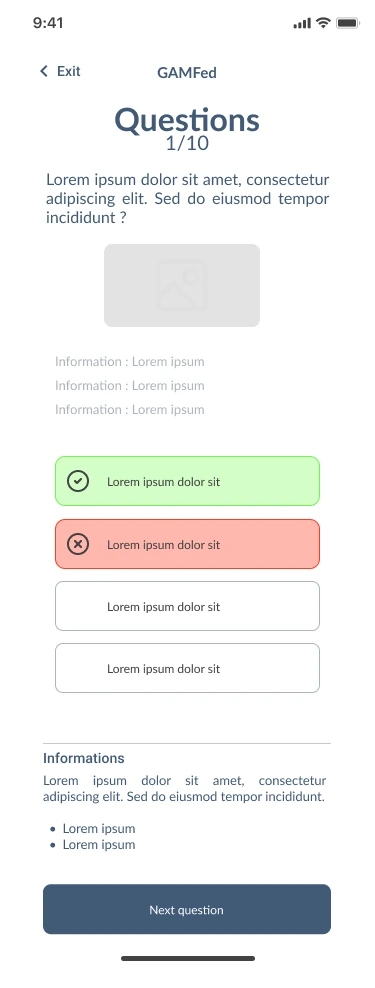 9:41
Exit
GAMFed
Questions
1/10
Lorem ipsum dolor sit amet, consectetur
adipiscing elit. Sed do eiusmod tempor
incididunt ?
Information : Lorem ipsum
Information : Lorem ipsum
Information : Lorem ipsum
Lorem ipsum dolor sit
Lorem ipsum dolor sit
Lorem ipsum dolor sit
Lorem ipsum dolor sit
Informations
Lorem ipsum dolor sit amet, consectetur
adipiscing elit. Sed do eiusmod tempor incididunt.
• Lorem ipsum
• Lorem ipsum
Next question